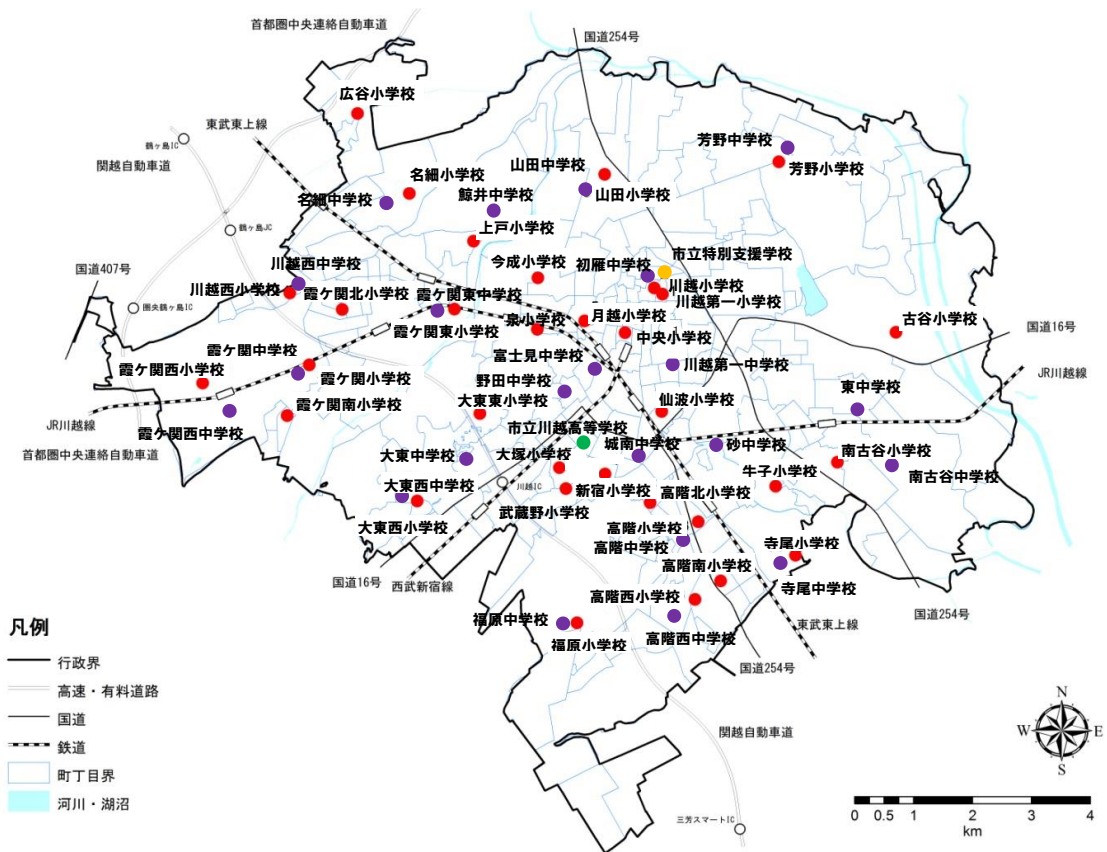 首都圏中央連絡自動車道
国道254号
広谷小学校
東武東上線
鶴ヶ島IC
関越自動車道
芳野中学校
芳野小学校
山田中学校
名細小学校
鯨井中学校
山田小学校
名細中学校
上戸小学校
鶴ヶ島JC
市立特別支援学校
今成小学校
初雁中学校
川越西中学校
国道407号
川越小学校
川越西小学校
霞ケ関北小学校
霞ケ関東中学校
川越第一小学校
圏央鶴ヶ島IC
月越小学校
古谷小学校
泉小学校
霞ケ関東小学校
中央小学校
国道16号
霞ケ関中学校
富士見中学校
川越第一中学校
霞ケ関西小学校
霞ケ関小学校
JR川越線
野田中学校
東中学校
霞ケ関南小学校
大東東小学校
仙波小学校
JR川越線
霞ケ関西中学校
市立川越高等学校
城南中学校
砂中学校
首都圏中央連絡自動車道
大東中学校
大塚小学校
南古谷小学校
牛子小学校
南古谷中学校
大東西中学校
川越IC
新宿小学校
高階北小学校
武蔵野小学校
大東西小学校
高階小学校
高階中学校
寺尾小学校
高階南小学校
国道16号
西武新宿線
寺尾中学校
国道254号
高階西小学校
福原中学校
東武東上線
高階西中学校
福原小学校
国道254号
凡例
行政界
高速・有料道路
国道
鉄道
町丁目界
河川・湖沼
関越自動車道
三芳スマートIC
N
W
E
S
0 0.5 1 2 3 4
km